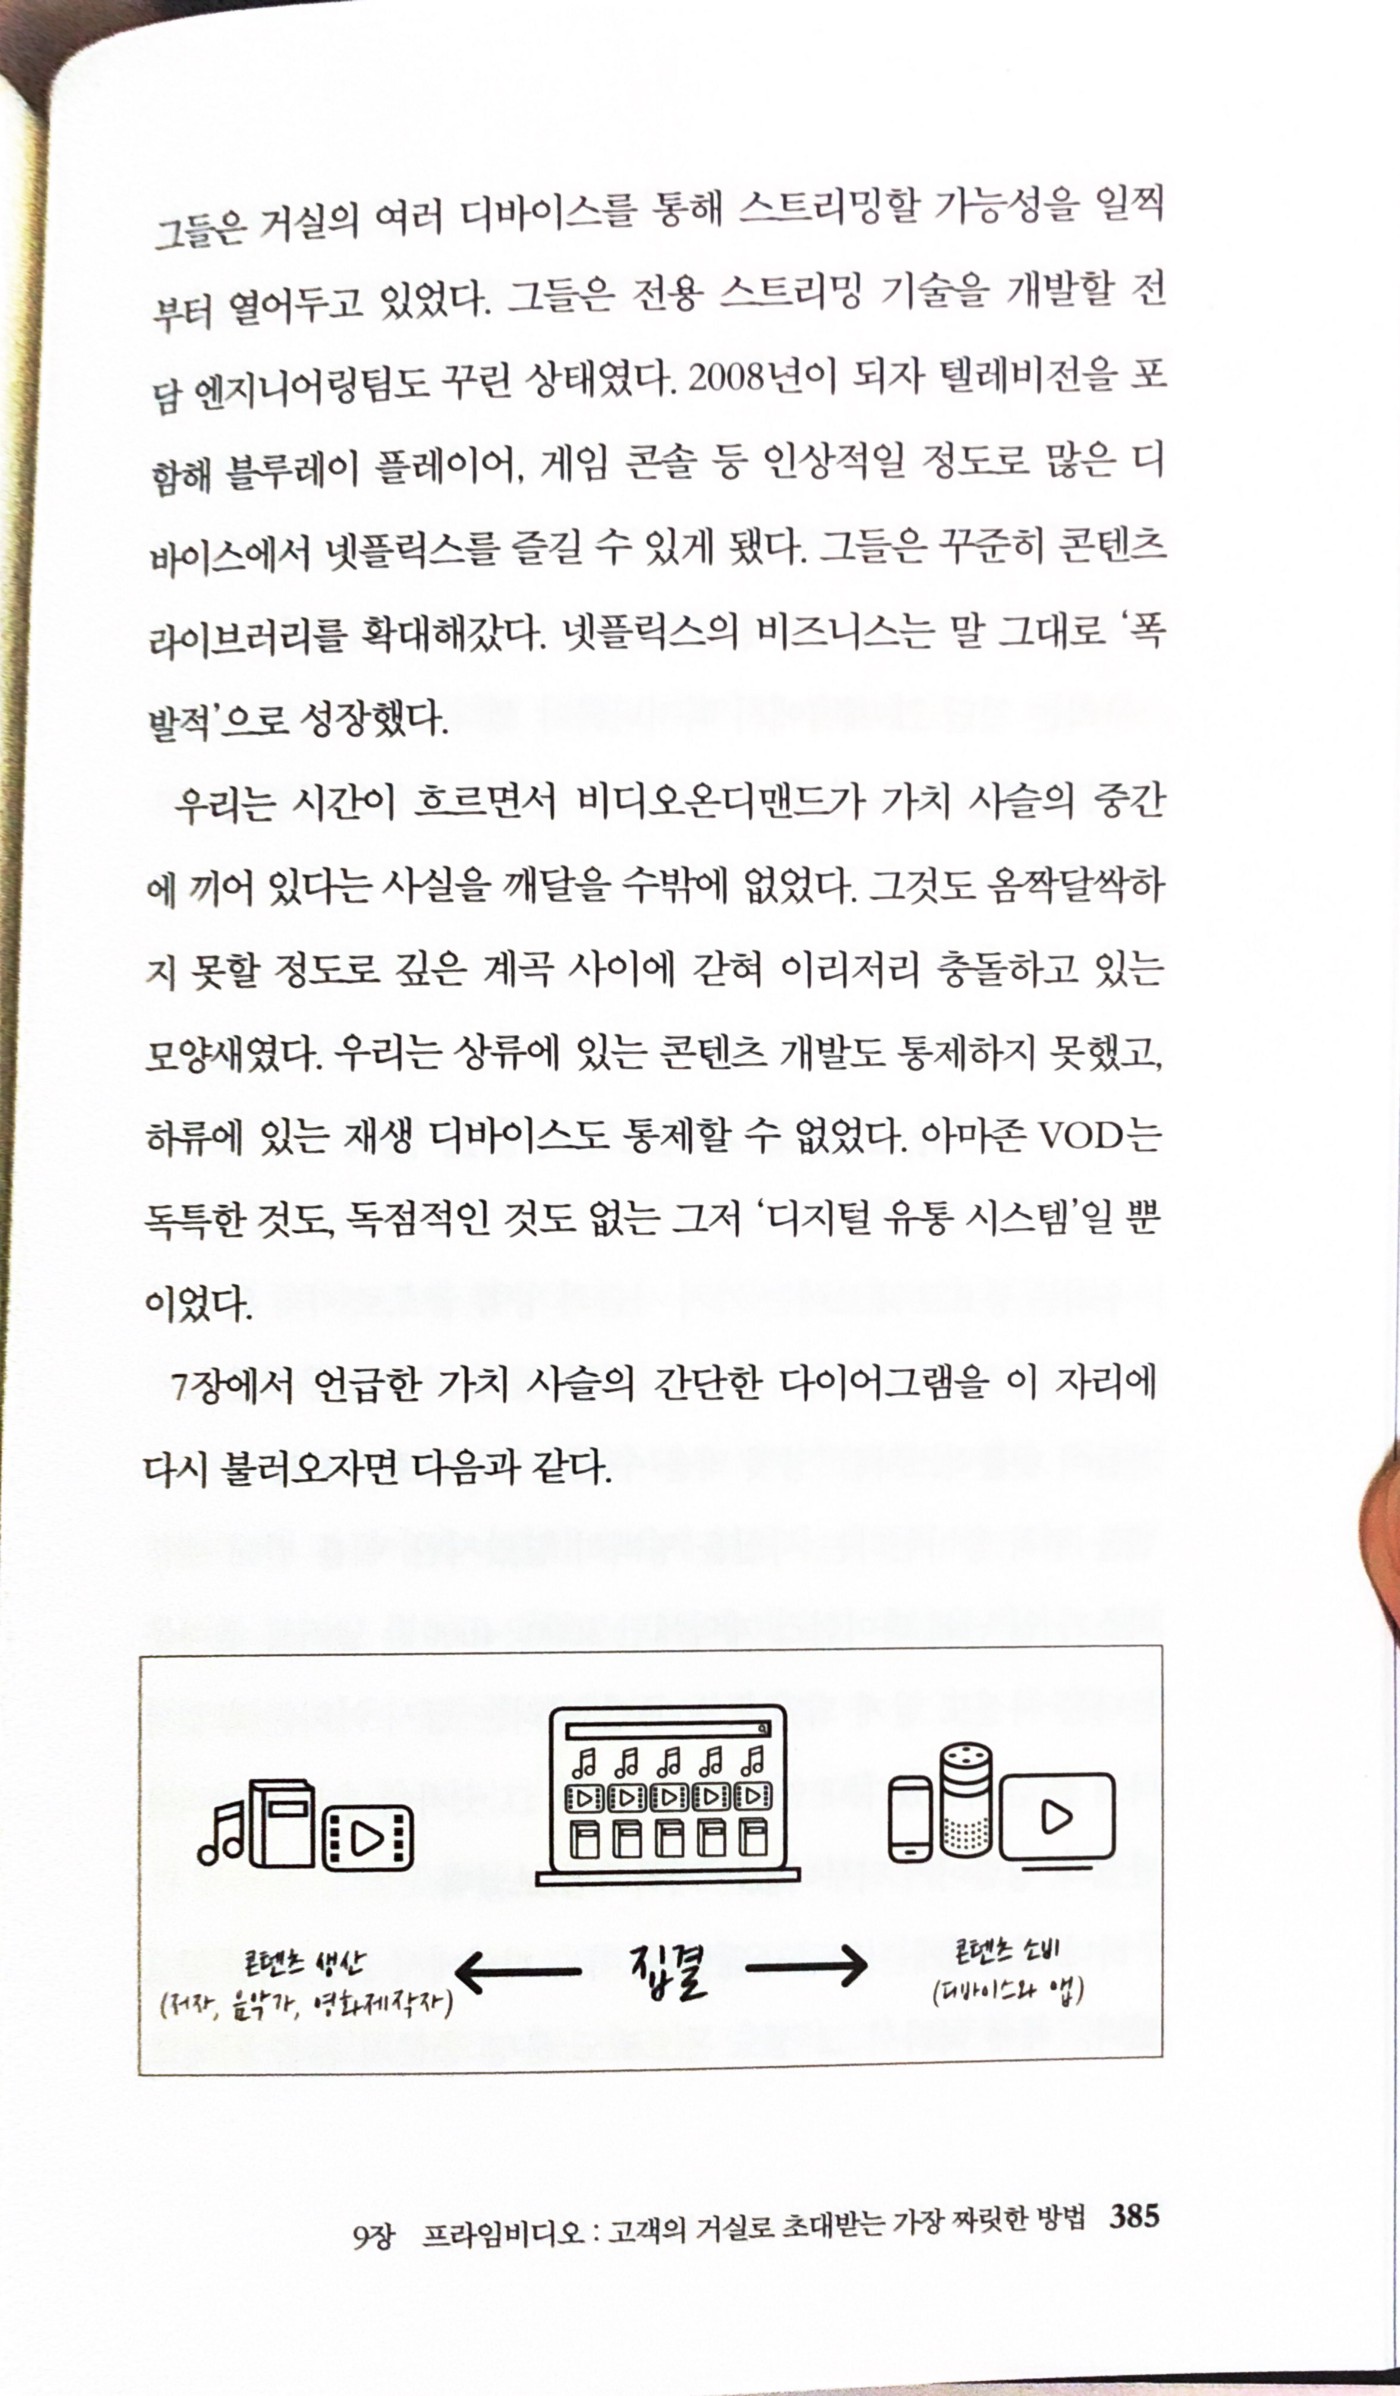 그들은 거실의 여러 디바이스를 통해 스트리밍할 가능성을 일찍
부터 열어두고 있었다. 그들은 전용 스트리밍 기술을 개발할 전
담 엔지니어링팀도 꾸린 상태였다. 2008년이 되자 텔레비전을 포
함해 블루레이 플레이어, 게임 콘솔 등 인상적일 정도로 많은 디
바이스에서 넷플릭스를 즐길 수 있게 됐다. 그들은 꾸준히 콘텐츠
라이브러리를 확대해갔다. 넷플릭스의 비즈니스는 말 그대로 ‘폭
발적’으로 성장했다.
우리는 시간이 흐르면서 비디오온디맨드가 가치 사슬의 중간
에 끼어 있다는 사실을 깨달을 수밖에 없었다. 그것도 옴짝달싹하
지 못할 정도로 깊은 계곡 사이에 갇혀 이리저리 충돌하고 있는
모양새였다. 우리는 상류에 있는 콘텐츠 개발도 통제하지 못했고,
하류에 있는 재생 디바이스도 통제할 수 없었다. 아마존 VOD는
독특한 것도, 독점적인 것도 없는 그저 ‘디지털 유통 시스템’일 뿐
이었다.
7장에서 언급한 가치 사슬의 간단한 다이어그램을 이 자리에
다시 불러오자면 다음과 같다.
콘텐츠 생산
(저자, 음악가, 영화제작자)
집결
콘텐츠 소비
(디바이스와 앱)
9장 프라임비디오 : 고객의 거실로 초대받는 가장 짜릿한 방법 385